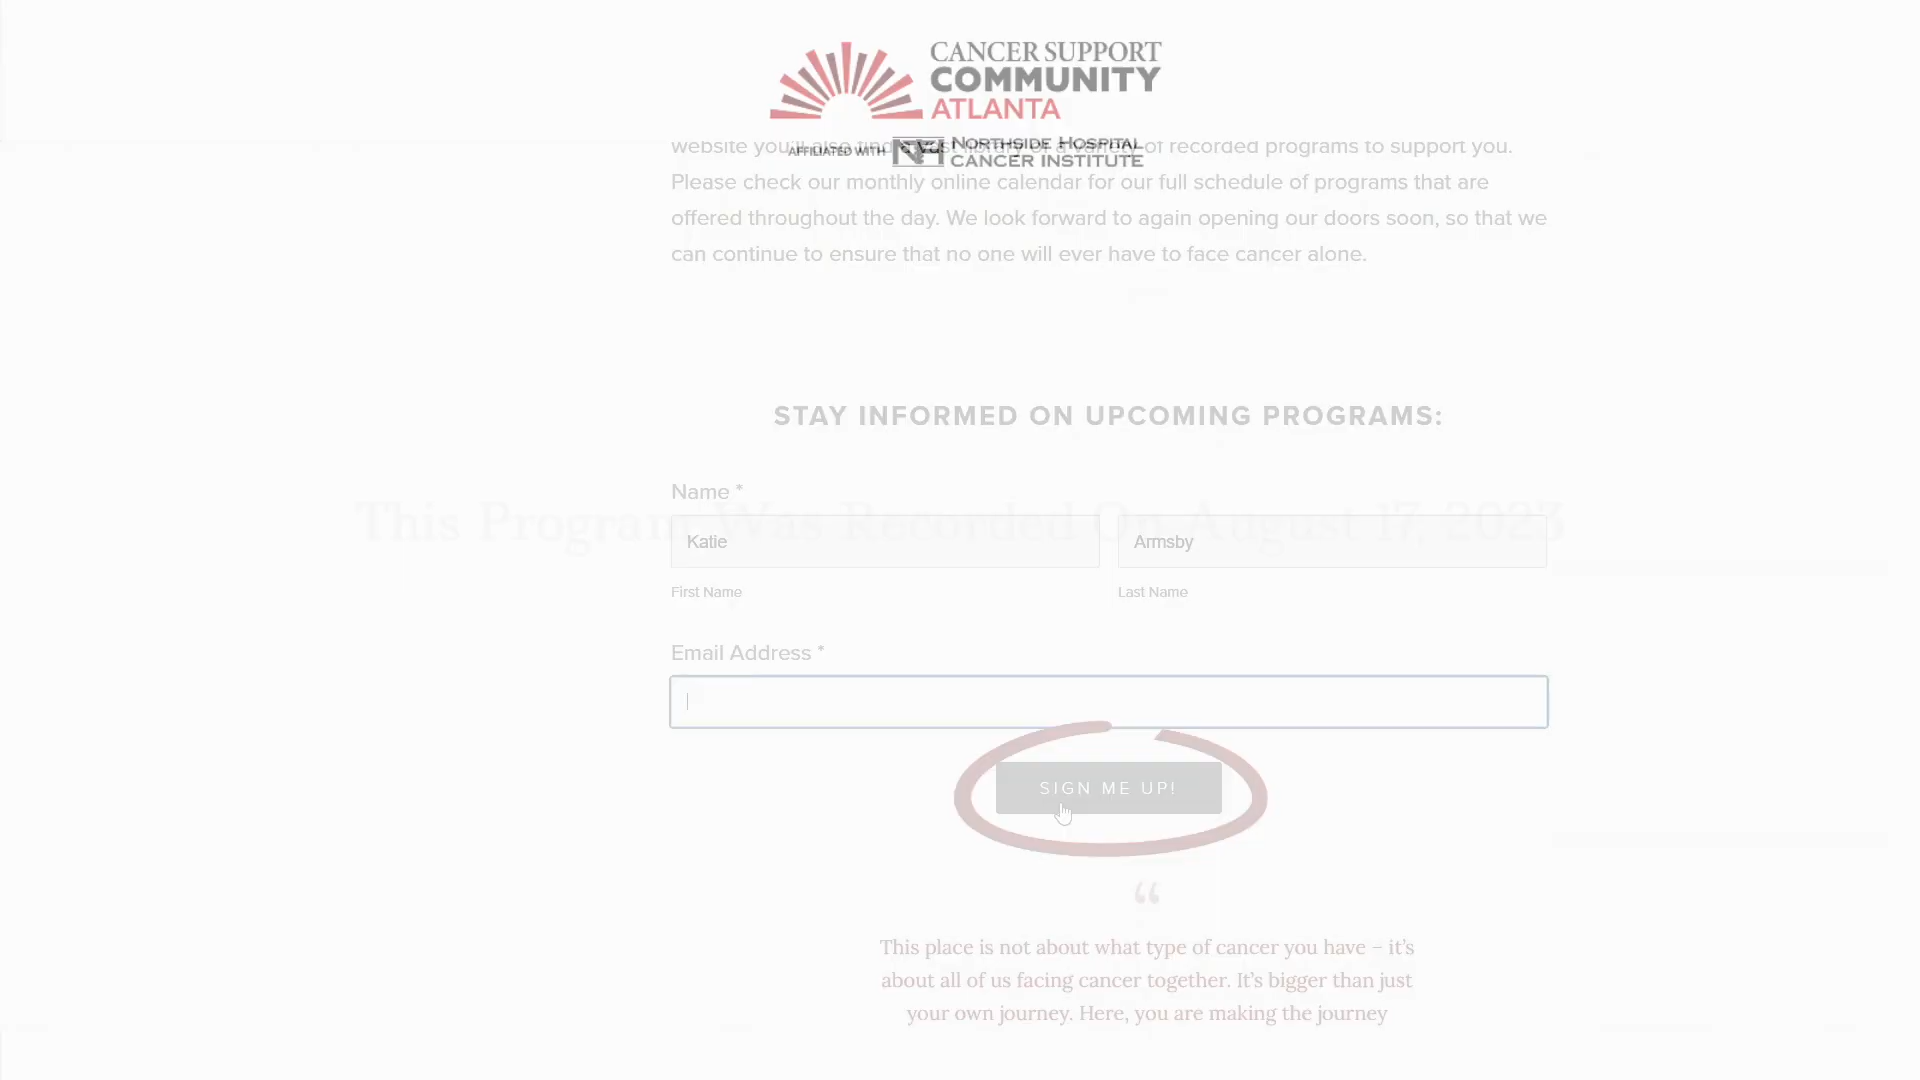 CANCER SUPPORT
COMMUNITY
ATLANTA
AFFILIATED WITH NORTHSIDE HOSPITAL
CANCER INSTITUTE
website you'll also find a vast library of a variety of recorded programs to support you.
Please check our monthly online calendar for our full schedule of programs that are
offered throughout the day. We look forward to again opening our doors soon, so that we
can continue to ensure that no one will ever have to face cancer alone.
STAY INFORMED ON UPCOMING PROGRAMS:
Name *
This Program Was Recorded On August 17, 2023
Katie Armsby
First Name Last Name
Email Address *
SIGN ME UP!
“
This place is not about what type of cancer you have – it’s
about all of us facing cancer together. It’s bigger than just
your own journey. Here, you are making the journey